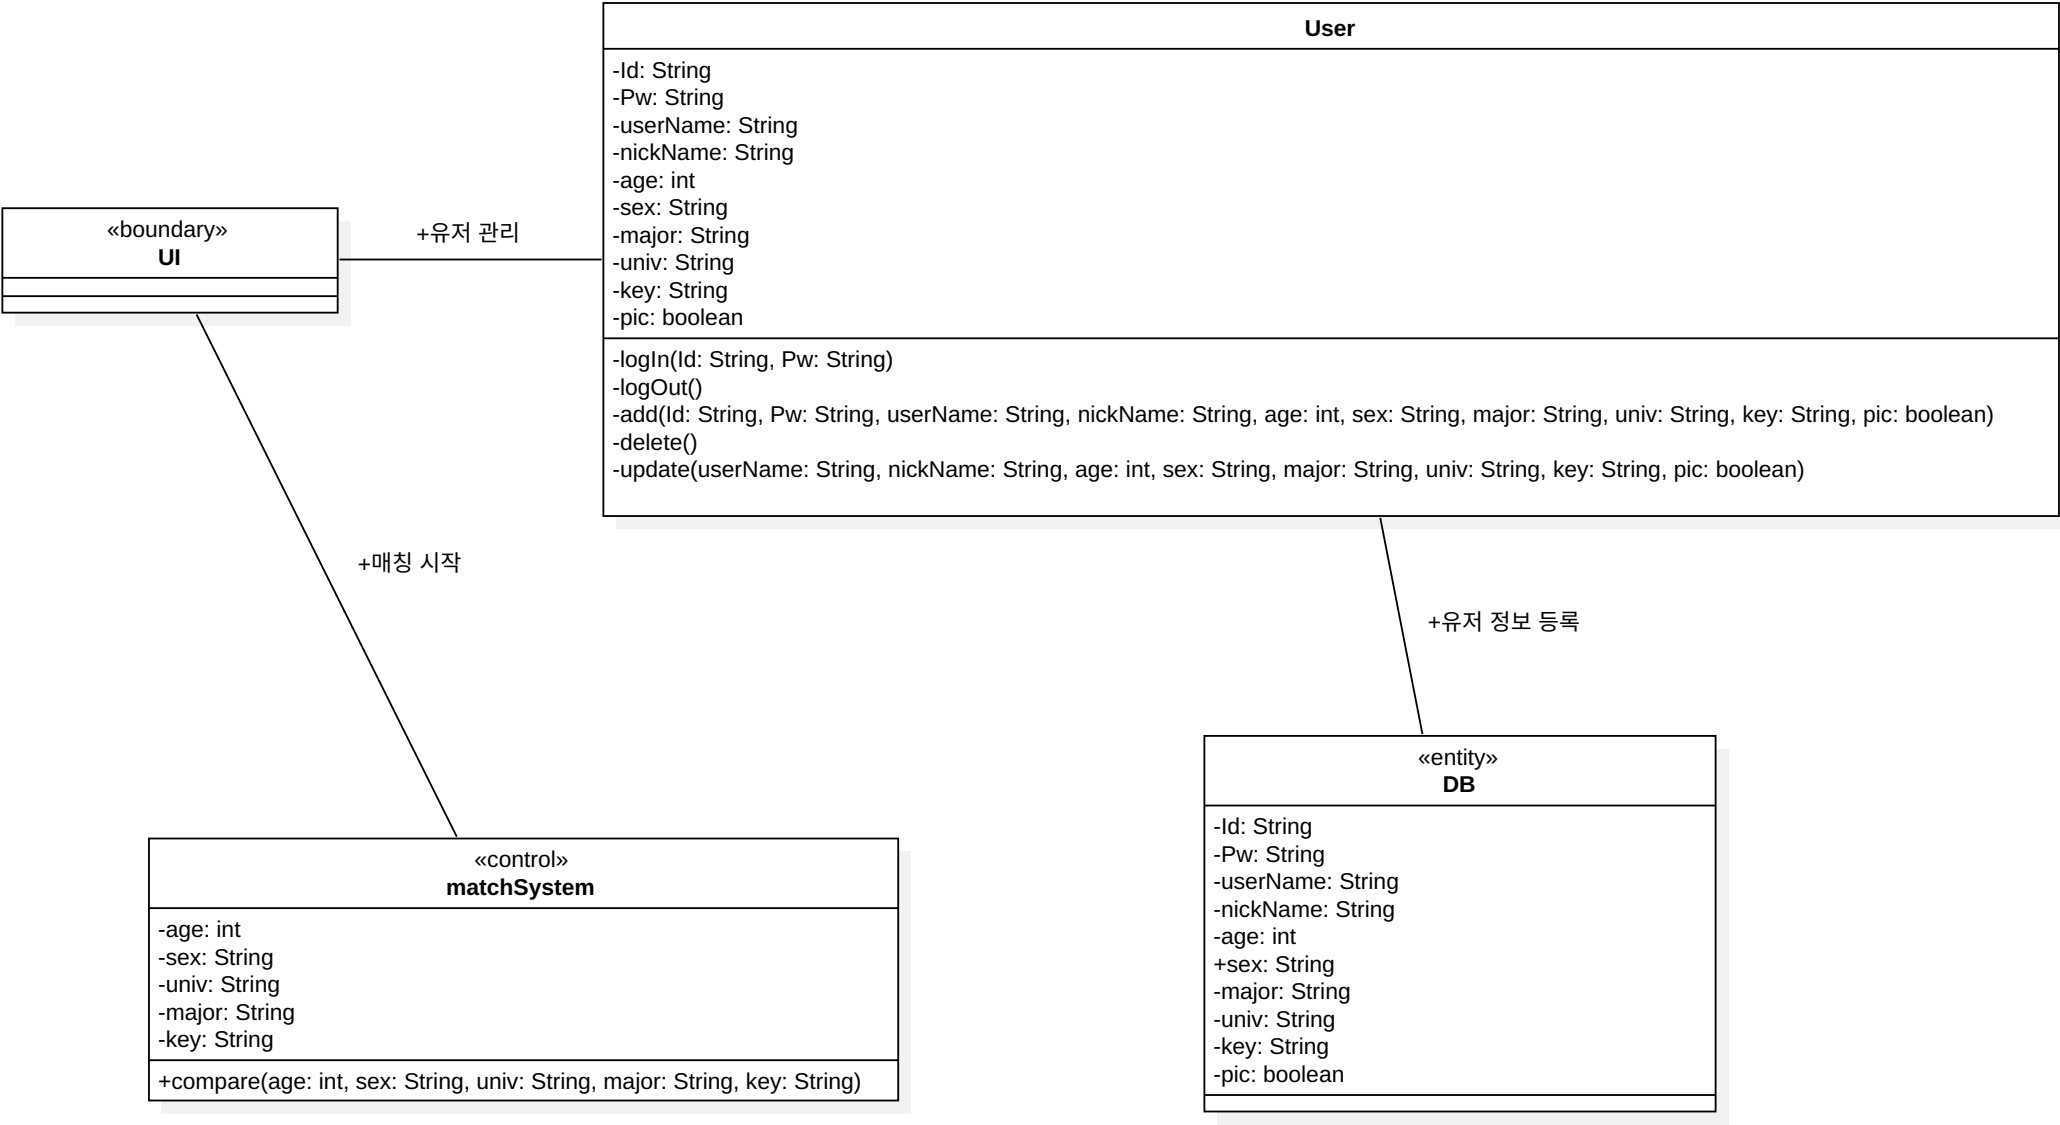 User
-Id: String
-Pw: String
-userName: String
-nickName: String
-age: int
-sex: String
-major: String
-univ: String
-key: String
-pic: boolean
-logIn(Id: String, Pw: String)
-logOut()
-add(Id: String, Pw: String, userName: String, nickName: String, age: int, sex: String, major: String, univ: String, key: String, pic: boolean)
-delete()
-update(userName: String, nickName: String, age: int, sex: String, major: String, univ: String, key: String, pic: boolean)
«boundary»
UI
+유저 관리
+매칭 시작
+유저 정보 등록
«control»
matchSystem
-age: int
-sex: String
-univ: String
-major: String
-key: String
+compare(age: int, sex: String, univ: String, major: String, key: String)
«entity»
DB
-Id: String
-Pw: String
-userName: String
-nickName: String
-age: int
+sex: String
-major: String
-univ: String
-key: String
-pic: boolean